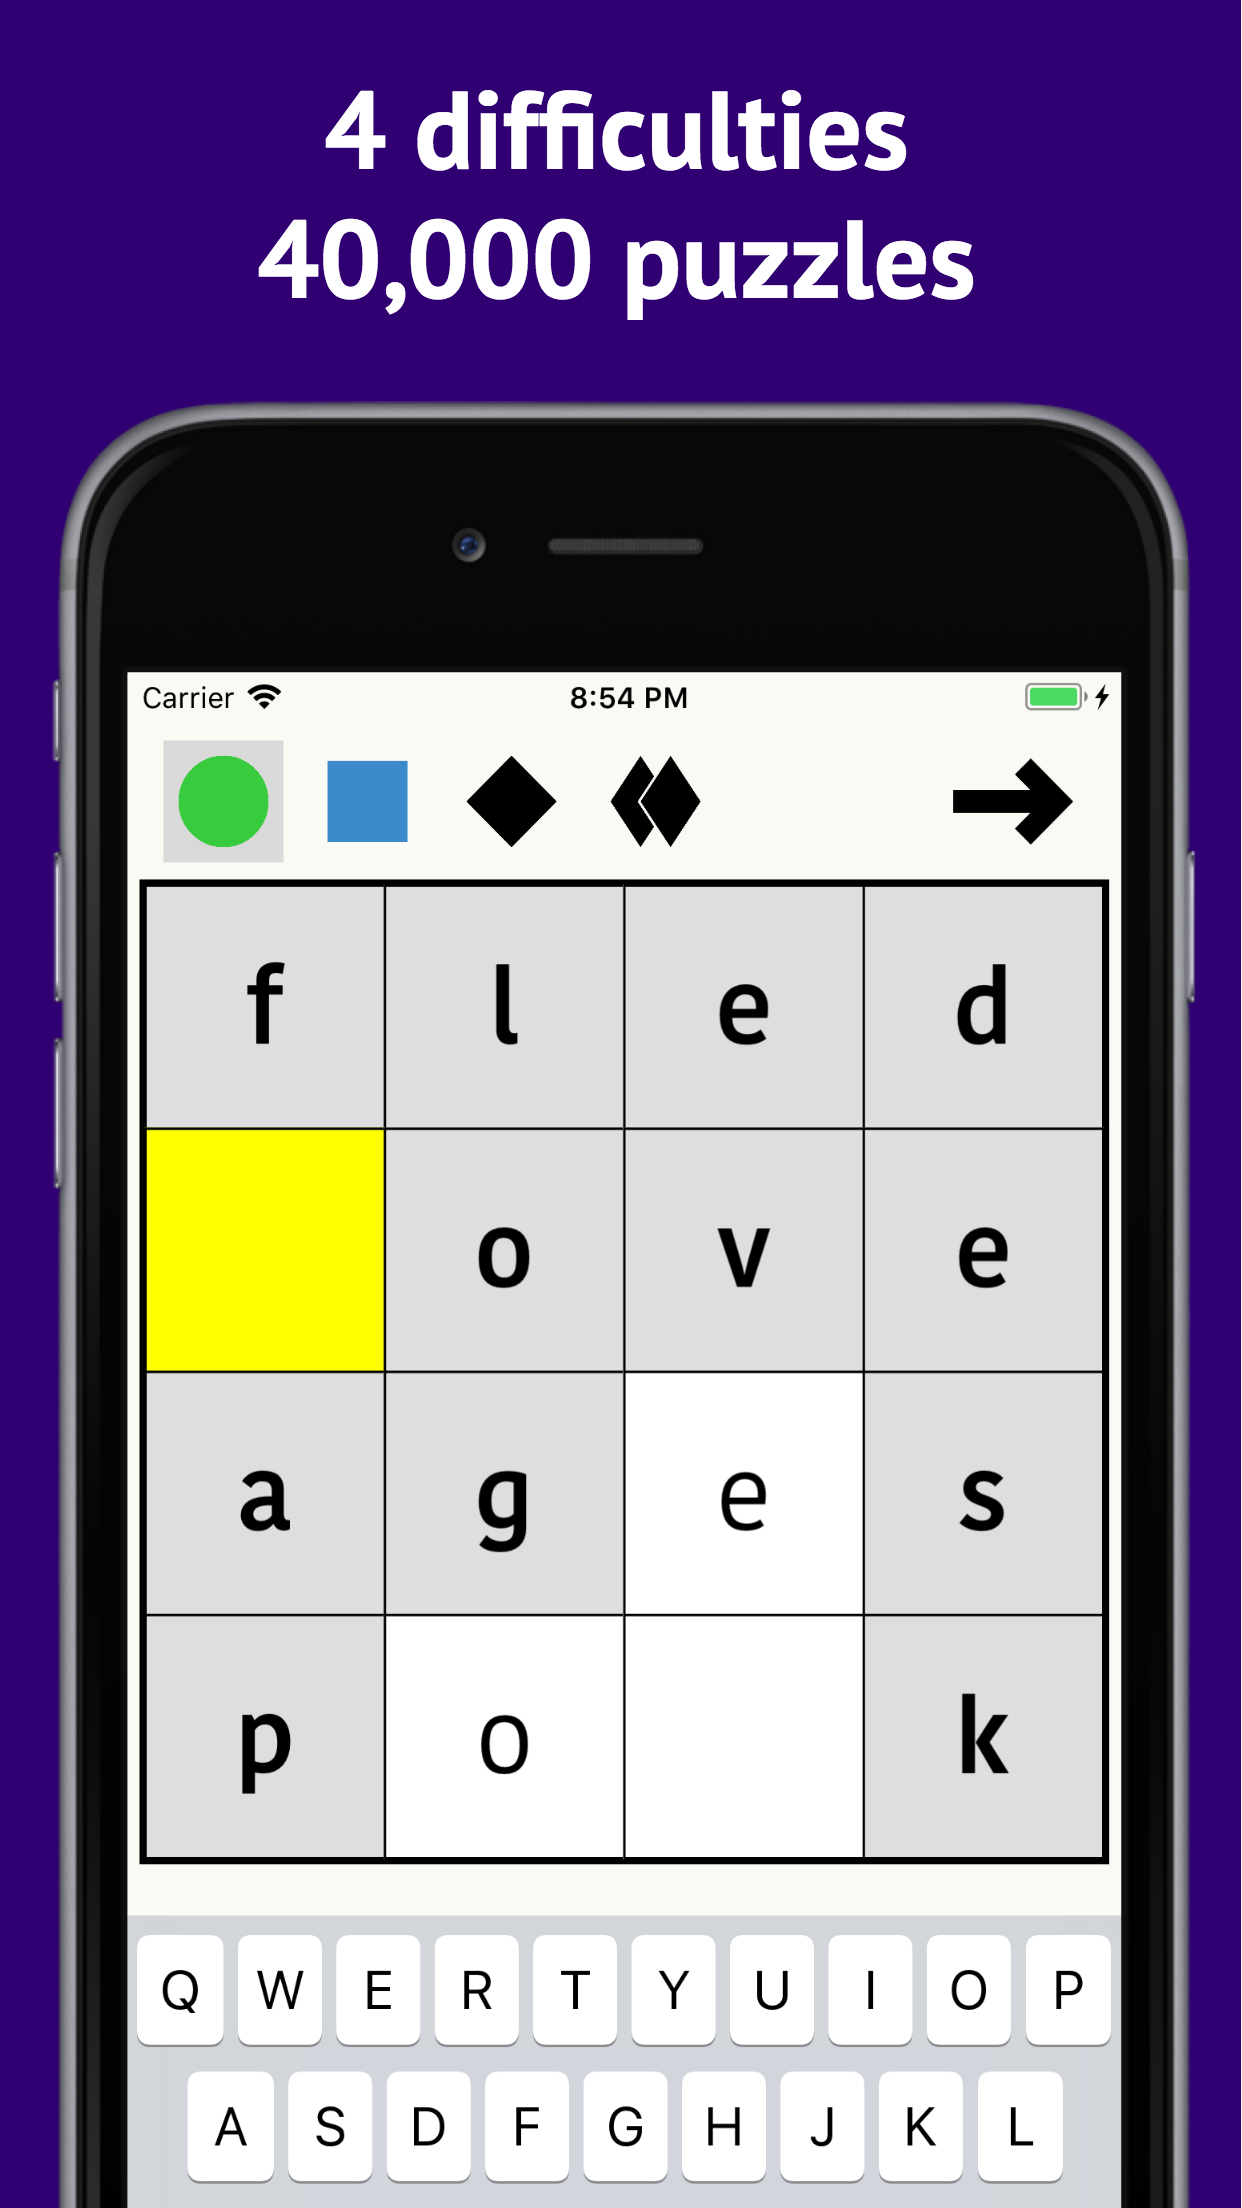 4 difficulties
40,000 puzzles
Carrier 8:54 PM
f l e d
o v e
a g e s
p o k
Q W E R T Y U I O P
A S D F G H J K L